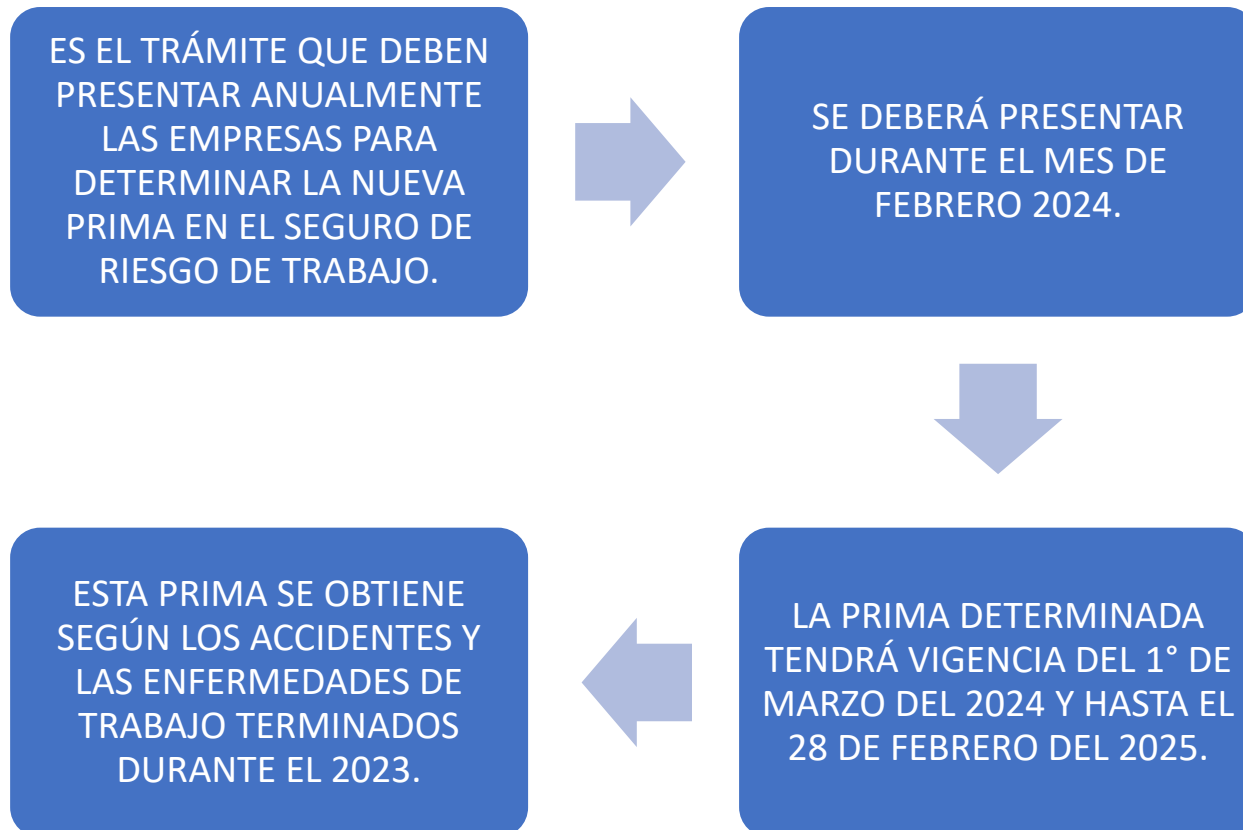 ES EL TRÁMITE QUE DEBEN
PRESENTAR ANUALMENTE
LAS EMPRESAS PARA
DETERMINAR LA NUEVA
PRIMA EN EL SEGURO DE
RIESGO DE TRABAJO.
SE DEBERÁ PRESENTAR
DURANTE EL MES DE
FEBRERO 2024.
LA PRIMA DETERMINADA
TENDRÁ VIGENCIA DEL 1° DE
MARZO DEL 2024 Y HASTA EL
28 DE FEBRERO DEL 2025.
ESTA PRIMA SE OBTIENE
SEGÚN LOS ACCIDENTES Y
LAS ENFERMEDADES DE
TRABAJO TERMINADOS
DURANTE EL 2023.